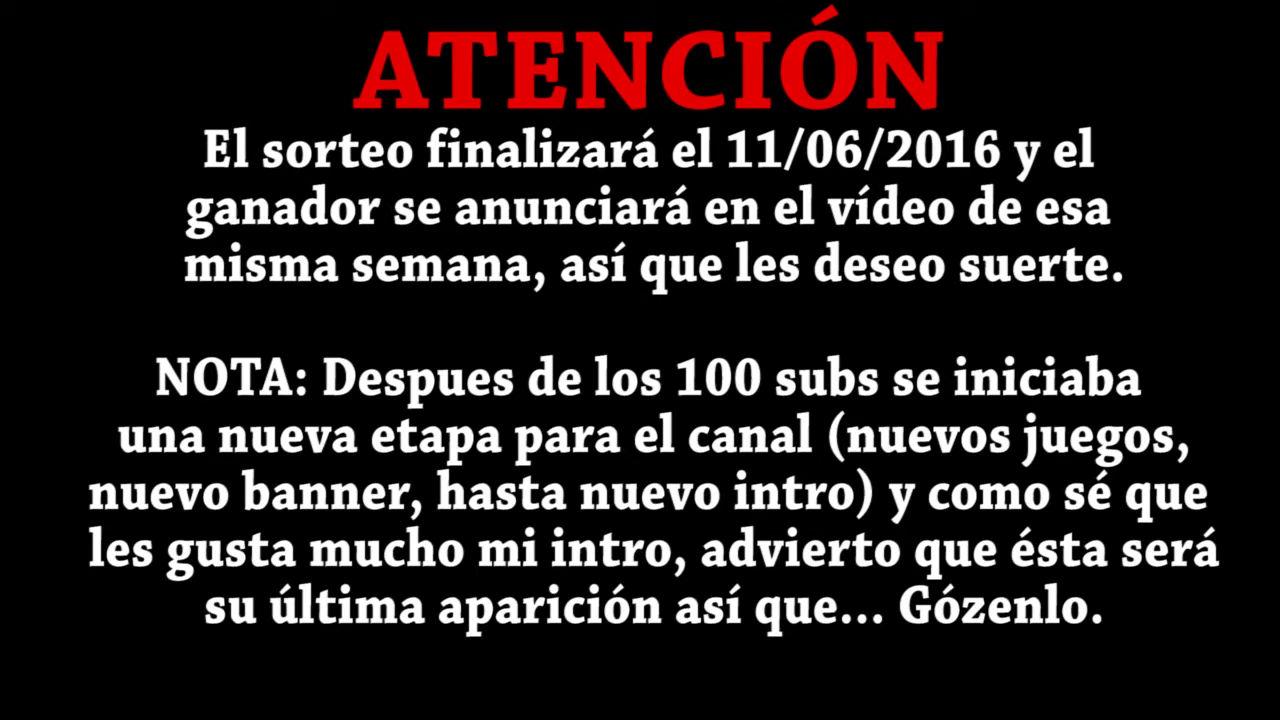 ATENCIÓN
El sorteo finalizará el 11/06/2016 y el
ganador se anunciará en el vídeo de esa
misma semana, así que les deseo suerte.
NOTA: Despues de los 100 subs se iniciaba
una nueva etapa para el canal (nuevos juegos,
nuevo banner, hasta nuevo intro) y como sé que
les gusta mucho mi intro, advierto que ésta será
su última aparición así que... Gózenlo.